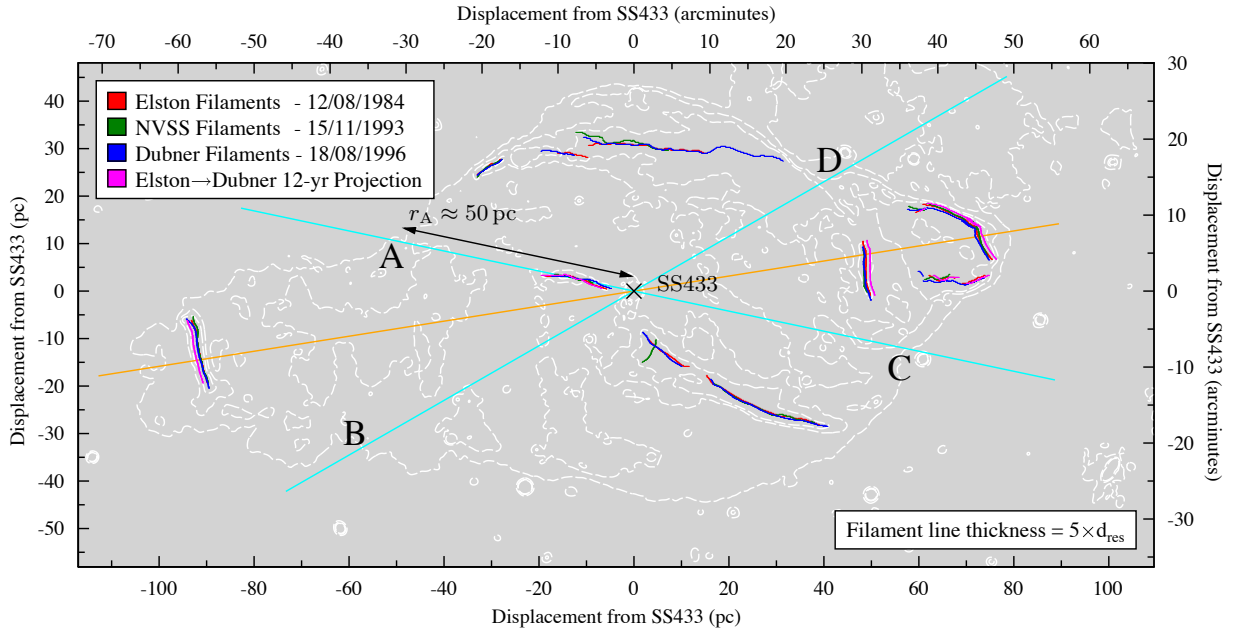 Displacement from SS433 (arcminutes)
-70 -60 -50 -40 -30 -20 -10 0 10 20 30 40 50 60
Elston Filaments - 12/08/1984
NVSS Filaments - 15/11/1993
Dubner Filaments - 18/08/1996
Elston→Dubner 12-yr Projection
r_A ≈ 50 pc
A
B
C
D
SS433
Filament line thickness = 5×d_res
Displacement from SS433 (pc)
40
30
20
10
0
-10
-20
-30
-40
-50
Displacement from SS433 (arcminutes)
30
20
10
0
-10
-20
-30
-100 -80 -60 -40 -20 0 20 40 60 80 100
Displacement from SS433 (pc)